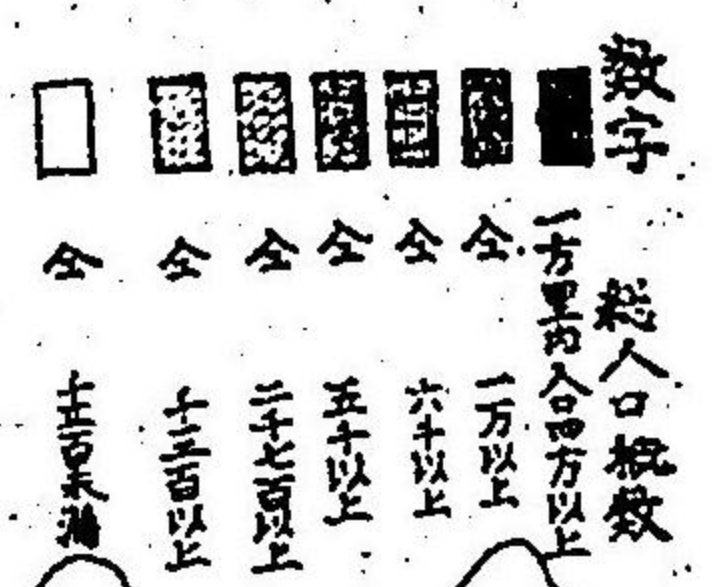 数字 総人口概数
一方里内人口四万以上
仝 一万以上
仝 六千以上
仝 五千以上
仝 二千七百以上
仝 千三百以上
仝 千三百未満